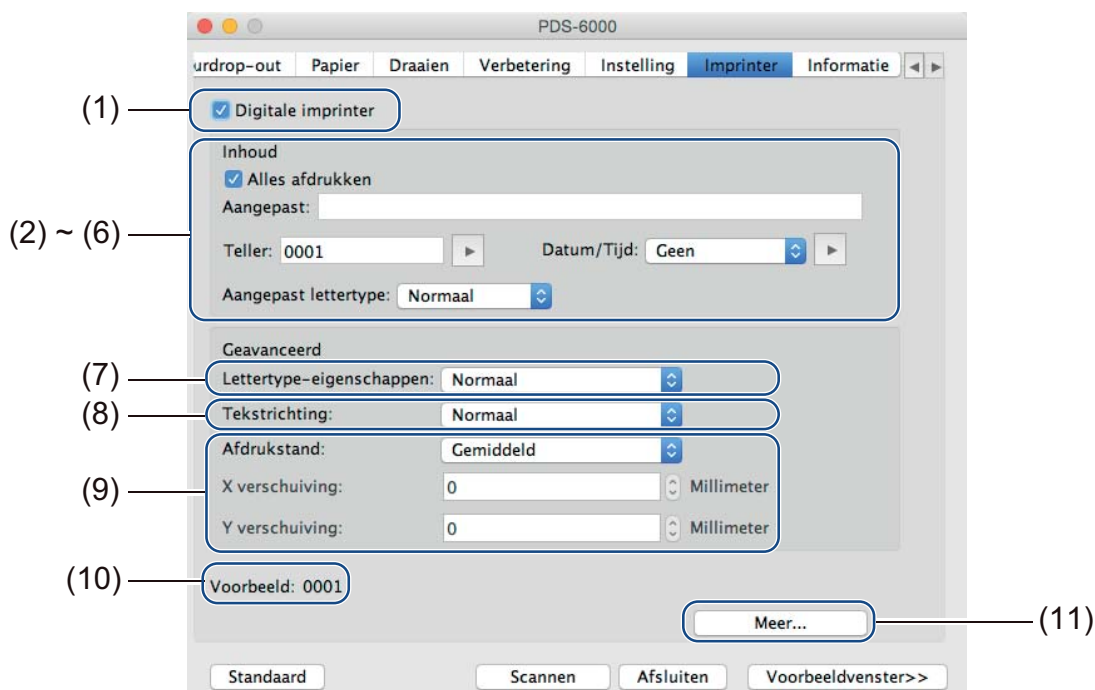 PDS-6000
urdrop-out Papier Draaien Verbetering Instelling Imprinter Informatie
(1) Digitale imprinter
Inhoud
Alles afdrukken
Aangepast:
(2) ~ (6)
Teller: 0001 Datum/Tijd: Geen
Aangepast lettertype: Normaal
Geavanceerd
(7) Lettertype-eigenschappen: Normaal
(8) Tekstrichting: Normaal
Afdrukstand: Gemiddeld
(9) X verschuiving: 0 Millimeter
Y verschuiving: 0 Millimeter
(10) Voorbeeld: 0001
Meer... (11)
Standaard Scannen Afsluiten Voorbeeldvenster>>